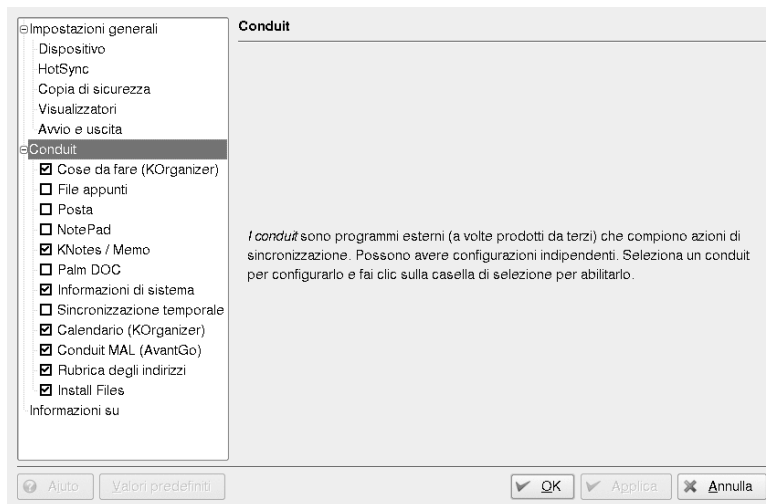 Impostazioni generali
Dispositivo
HotSync
Copia di sicurezza
Visualizzatori
Avvio e uscita
Conduit
Cose da fare (KOrganizer)
File appunti
Posta
NotePad
KNotes / Memo
Palm DOC
Informazioni di sistema
Sincronizzazione temporale
Calendario (KOrganizer)
Conduit MAL (AvantGo)
Rubrica degli indirizzi
Install Files
Informazioni su
Conduit
I conduit sono programmi esterni (a volte prodotti da terzi) che compiono azioni di
sincronizzazione. Possono avere configurazioni indipendenti. Seleziona un conduit
per configurarlo e fai clic sulla casella di selezione per abilitarlo.
Aiuto
Valori predefiniti
OK
Applica
Annulla